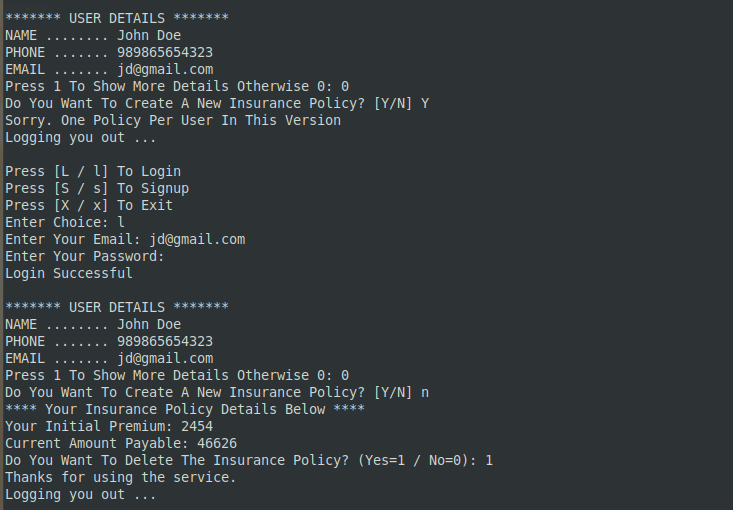 ******* USER DETAILS *******
NAME ........ John Doe
PHONE ....... 989865654323
EMAIL ....... jd@gmail.com
Press 1 To Show More Details Otherwise 0: 0
Do You Want To Create A New Insurance Policy? [Y/N] Y
Sorry. One Policy Per User In This Version
Logging you out ...
Press [L / l] To Login
Press [S / s] To Signup
Press [X / x] To Exit
Enter Choice: l
Enter Your Email: jd@gmail.com
Enter Your Password:
Login Successful
******* USER DETAILS *******
NAME ........ John Doe
PHONE ....... 989865654323
EMAIL ....... jd@gmail.com
Press 1 To Show More Details Otherwise 0: 0
Do You Want To Create A New Insurance Policy? [Y/N] n
**** Your Insurance Policy Details Below ****
Your Initial Premium: 2454
Current Amount Payable: 46626
Do You Want To Delete The Insurance Policy? (Yes=1 / No=0): 1
Thanks for using the service.
Logging you out ...